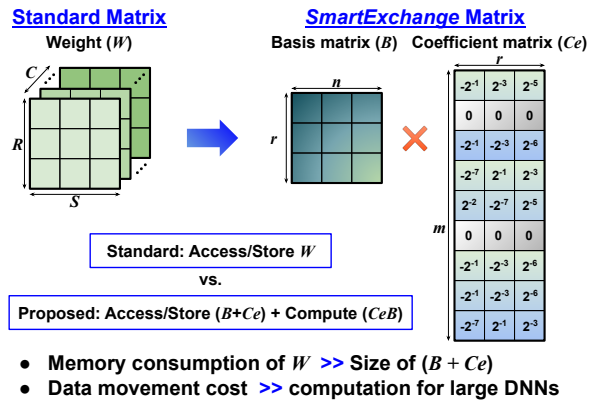 Standard Matrix
SmartExchange Matrix
Weight (W)
Basis matrix (B)
Coefficient matrix (Ce)
C
R
S
n
r
r
m
-2⁻¹ 2⁻³ 2⁻⁵
0 0 0
-2⁻¹ -2⁻³ 2⁻⁶
-2⁻⁷ 2⁻¹ 2⁻³
2⁻² -2⁻⁷ 2⁻⁵
0 0 0
-2⁻¹ -2⁻³ 2⁻⁶
-2⁻¹ -2⁻³ 2⁻⁶
-2⁻⁷ 2⁻¹ 2⁻³
Standard: Access/Store W
vs.
Proposed: Access/Store (B+Ce) + Compute (CeB)
● Memory consumption of W >> Size of (B + Ce)
● Data movement cost >> computation for large DNNs